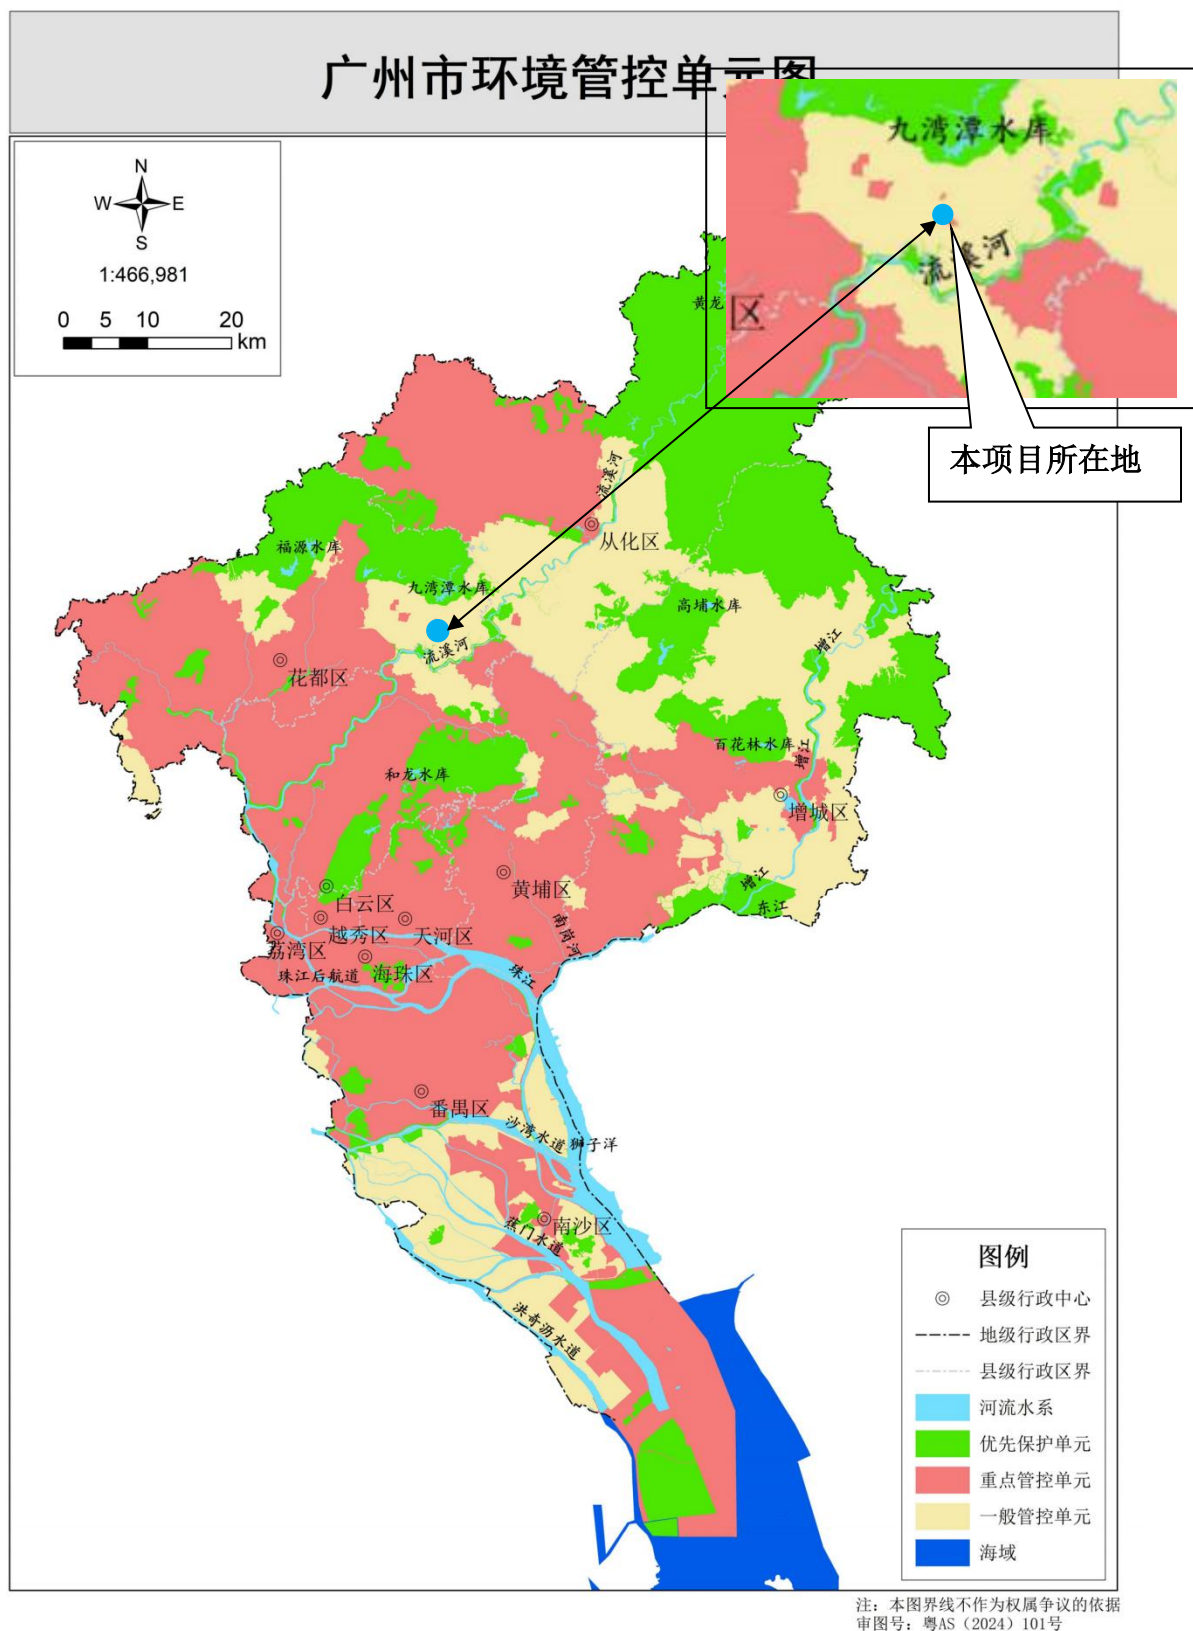 广州市环境管控单元图
N
W
E
S
1:466,981
0 5 10 20
km
九湾潭水库
流溪河
区
本项目所在地
黄龙
流溪河
从化区
福源水库
九湾潭水库
高埔水库
流溪河
增江
花都区
百花林水库
增江
和龙水库
增城区
黄埔区
增江
白云区
东江
越秀区
天河区
南岗河
荔湾区
珠江后航道
海珠区
珠江
番禺区
沙湾水道
狮子洋
南沙区
蕉门水道
洪奇沥水道
图例
县级行政中心
地级行政区界
县级行政区界
河流水系
优先保护单元
重点管控单元
一般管控单元
海域
注：本图界线不作为权属争议的依据
审图号：粤AS（2024）101号